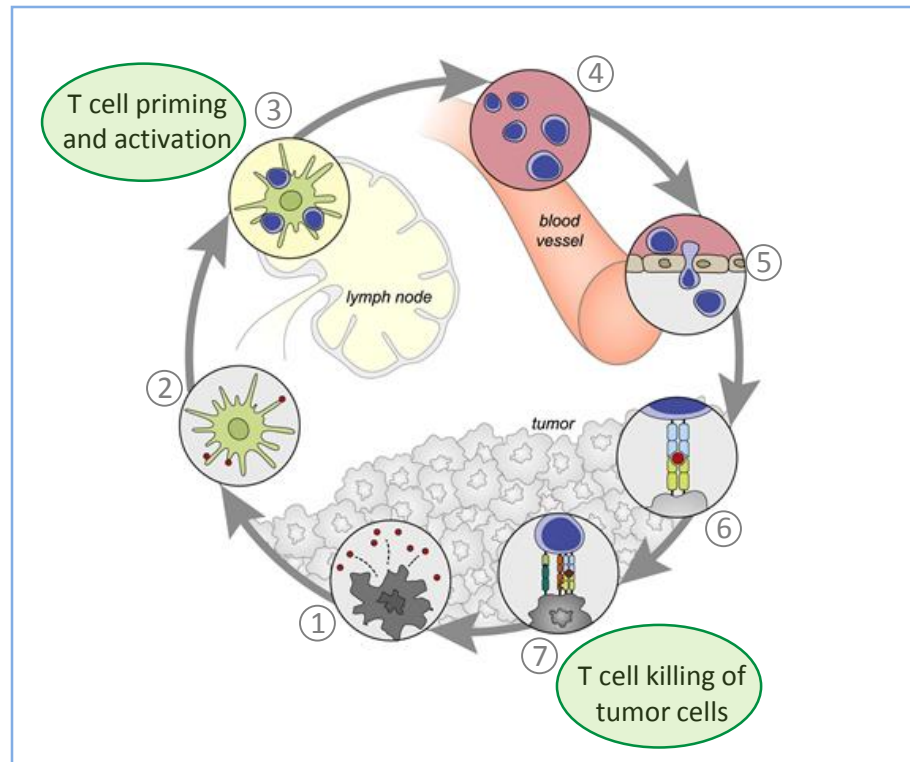 ④
T cell priming
③
and activation
blood
vessel
⑤
lymph node
②
tumor
⑥
①
⑦
T cell killing of
tumor cells